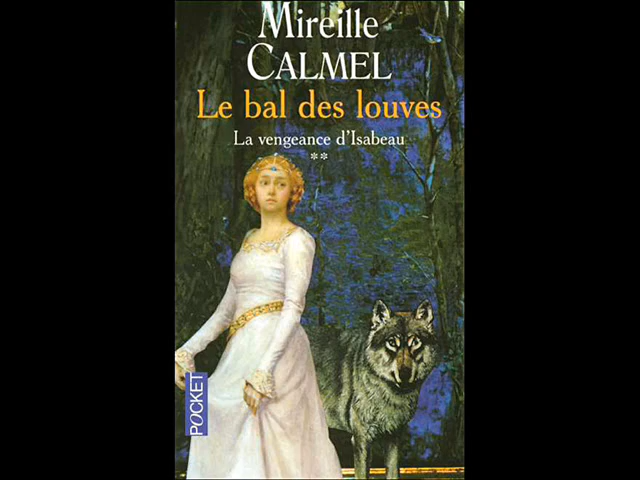 Mireille
CALMEL
Le bal des louves
La vengeance d'Isabeau
**
POCKET